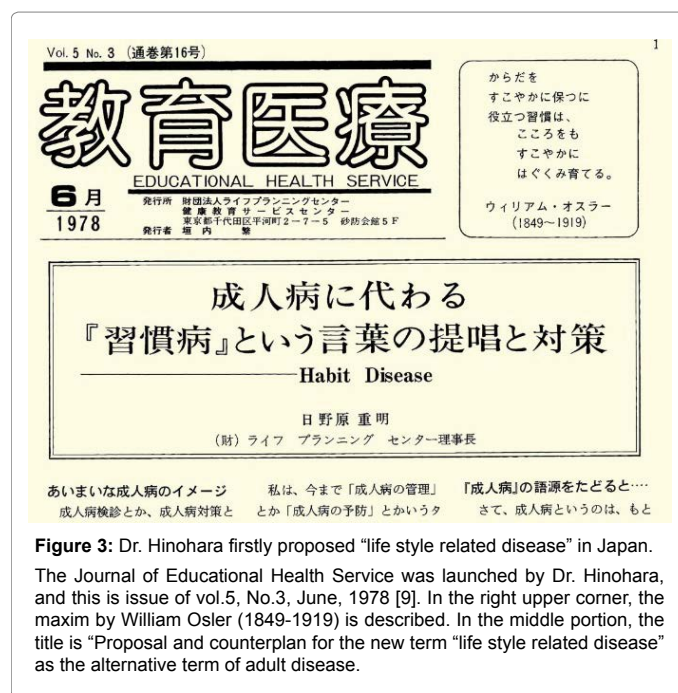 Vol. 5 No. 3 (通巻第16号)
1
教育医療
EDUCATIONAL HEALTH SERVICE
6月
1978
発行所 財団法人ライフプランニングセンター
健康教育サービスセンター
東京都千代田区平河町2-7-5 砂防会館5F
発行者 垣内 繁
からだを
すこやかに保つに
役立つ習慣は、
こころをも
すこやかに
はぐくみ育てる。
ウィリアム・オスラー
(1849〜1919)
成人病に代わる
『習慣病』という言葉の提唱と対策
Habit Disease
日野原 重明
(財) ライフ プランニング センター理事長
あいまいな成人病のイメージ
成人病検診とか、成人病対策と
私は、今まで「成人病の管理」
とか「成人病の予防」とかいうタ
『成人病』の語源をたどると‥‥
さて、成人病というのは、もと
Figure 3: Dr. Hinohara firstly proposed “life style related disease” in Japan.
The Journal of Educational Health Service was launched by Dr. Hinohara,
and this is issue of vol.5, No.3, June, 1978 [9]. In the right upper corner, the
maxim by William Osler (1849-1919) is described. In the middle portion, the
title is “Proposal and counterplan for the new term “life style related disease”
as the alternative term of adult disease.